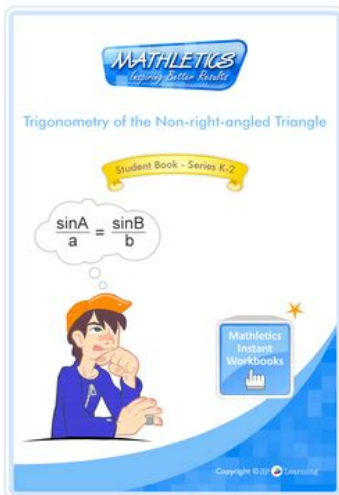 MATHLETICS
Inspiring Better Results
Trigonometry of the Non-right-angled Triangle
Student Book - Series K-2
sinA = sinB
a b
Mathletics
Instant
Workbooks
Copyright © 3P Learning